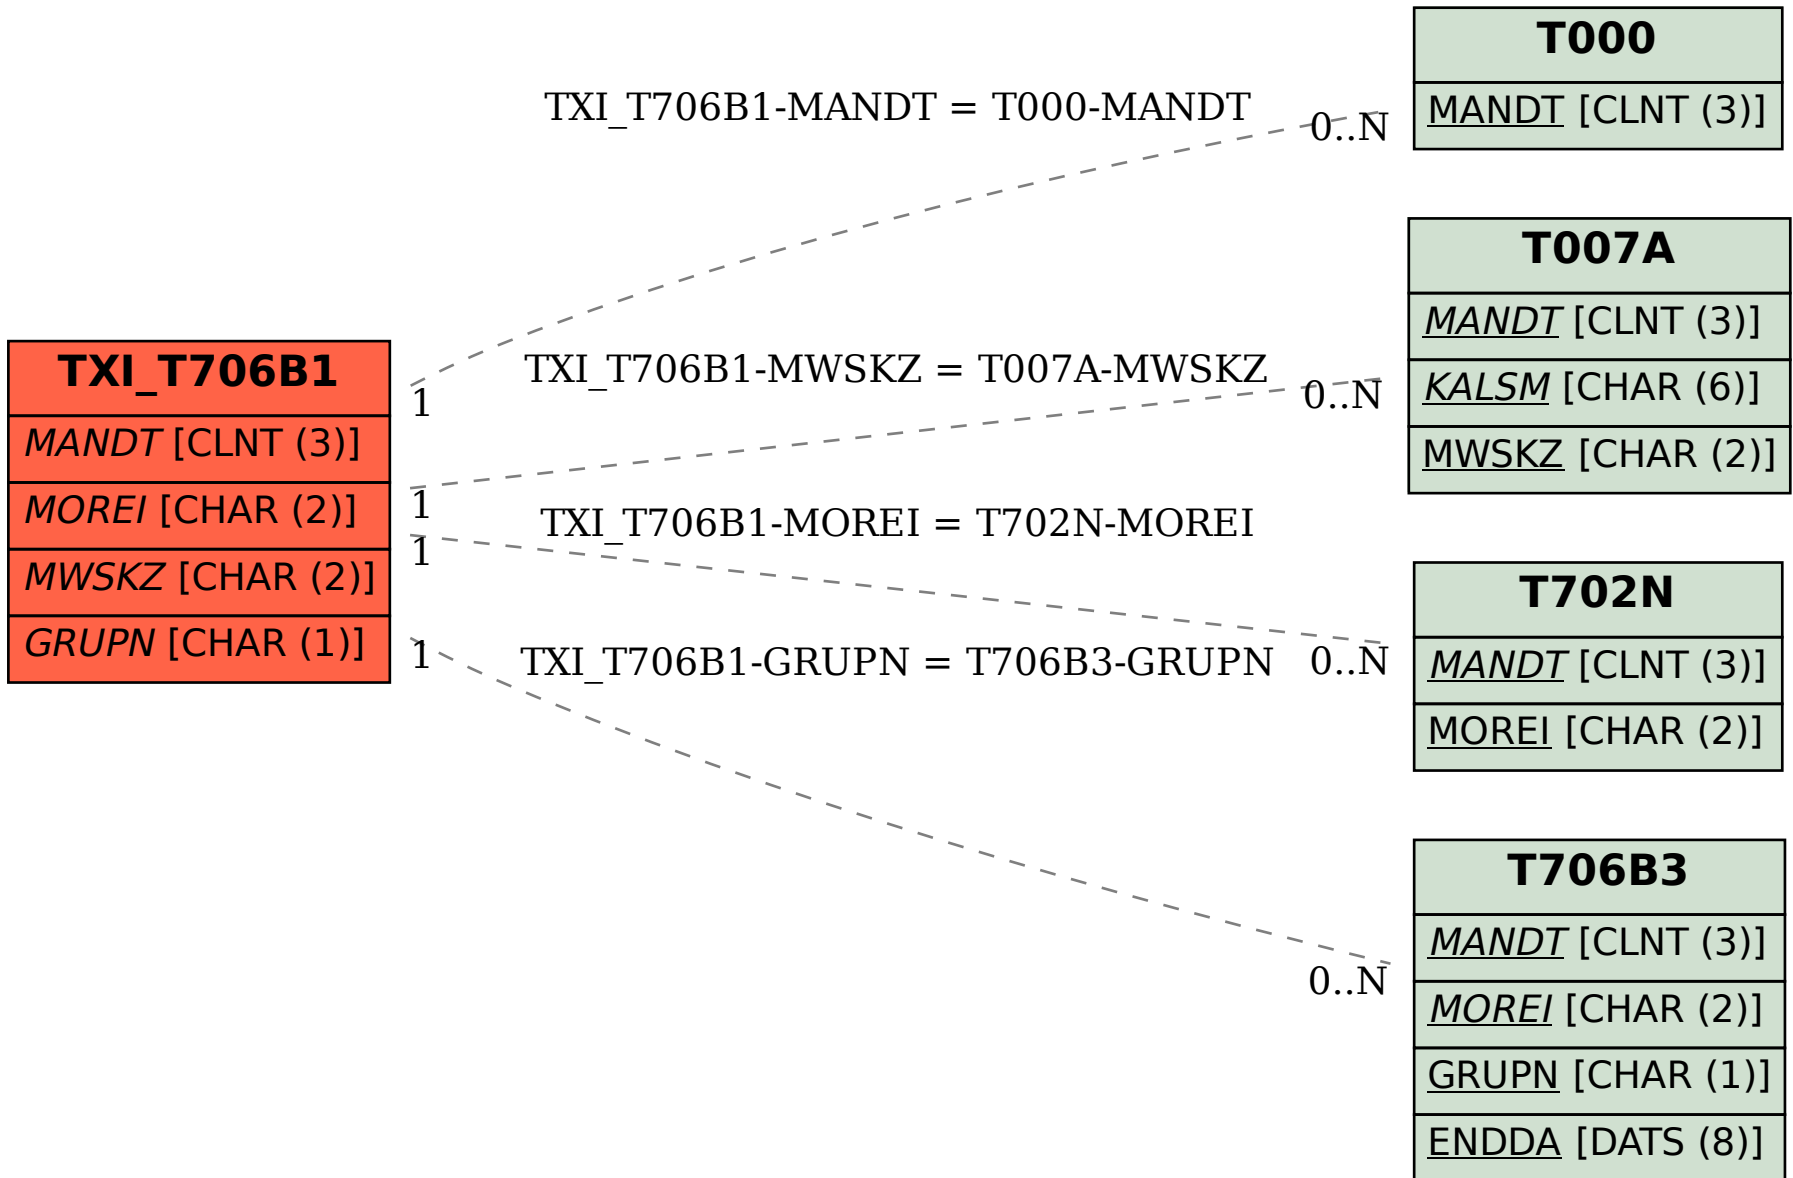 T000
MANDT [CLNT (3)]
TXI_T706B1-MANDT = T000-MANDT
0..N
T007A
MANDT [CLNT (3)]
KALSM [CHAR (6)]
MWSKZ [CHAR (2)]
TXI_T706B1
MANDT [CLNT (3)]
MOREI [CHAR (2)]
MWSKZ [CHAR (2)]
GRUPN [CHAR (1)]
1
TXI_T706B1-MWSKZ = T007A-MWSKZ
0..N
1
TXI_T706B1-MOREI = T702N-MOREI
1
0..N
T702N
MANDT [CLNT (3)]
MOREI [CHAR (2)]
1
TXI_T706B1-GRUPN = T706B3-GRUPN
0..N
T706B3
MANDT [CLNT (3)]
MOREI [CHAR (2)]
GRUPN [CHAR (1)]
ENDDA [DATS (8)]